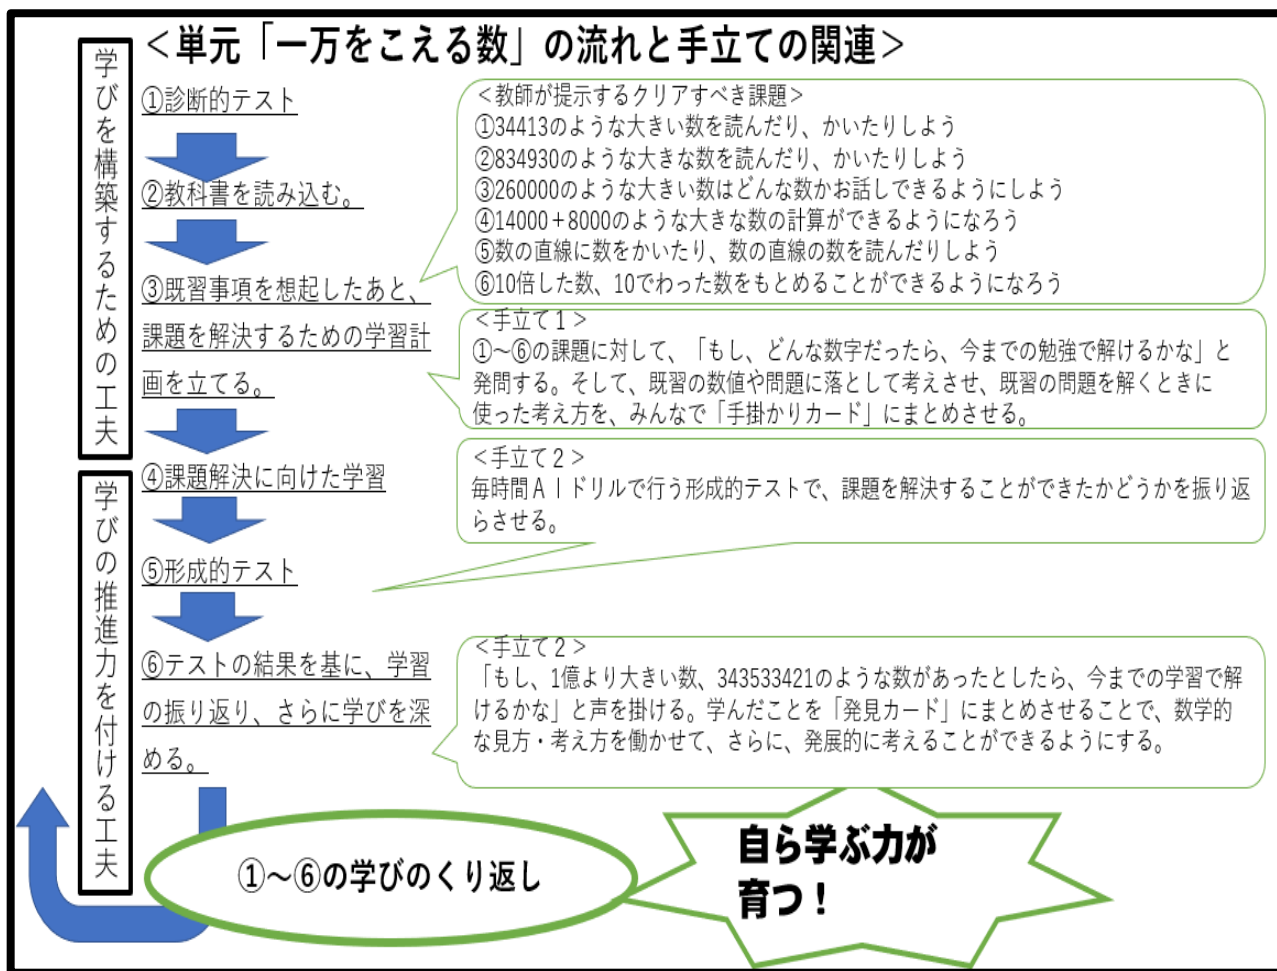 ＜単元「一万をこえる数」の流れと手立ての関連＞
学びを構築するための工夫
①診断的テスト
②教科書を読み込む。
③既習事項を想起したあと、
課題を解決するための学習計
画を立てる。
＜教師が提示するクリアすべき課題＞
①34413のような大きい数を読んだり、かいたりしよう
②834930のような大きな数を読んだり、かいたりしよう
③260000のような大きい数はどんな数かお話しできるようにしよう
④14000＋8000のような大きな数の計算ができるようになろう
⑤数の直線に数をかいたり、数の直線の数を読んだりしよう
⑥10倍した数、10でわった数をもとめることができるようになろう
＜手立て１＞
①～⑥の課題に対して、「もし、どんな数字だったら、今までの勉強で解けるかな」と
発問する。そして、既習の数値や問題に落として考えさせ、既習の問題を解くときに
使った考え方を、みんなで「手掛かりカード」にまとめさせる。
学びの推進力を付ける工夫
④課題解決に向けた学習
⑤形成的テスト
⑥テストの結果を基に、学習
の振り返り、さらに学びを深
める。
＜手立て２＞
毎時間ＡＩドリルで行う形成的テストで、課題を解決することができたかどうかを振り返
らさせる。
＜手立て２＞
「もし、1億より大きい数、343533421のような数があったとしたら、今までの学習で解
けるかな」と声を掛ける。学んだことを「発見カード」にまとめさせることで、数学的
な見方・考え方を働かせて、さらに、発展的に考えることができるようにする。
①～⑥の学びのくり返し
自ら学ぶ力が
育つ！